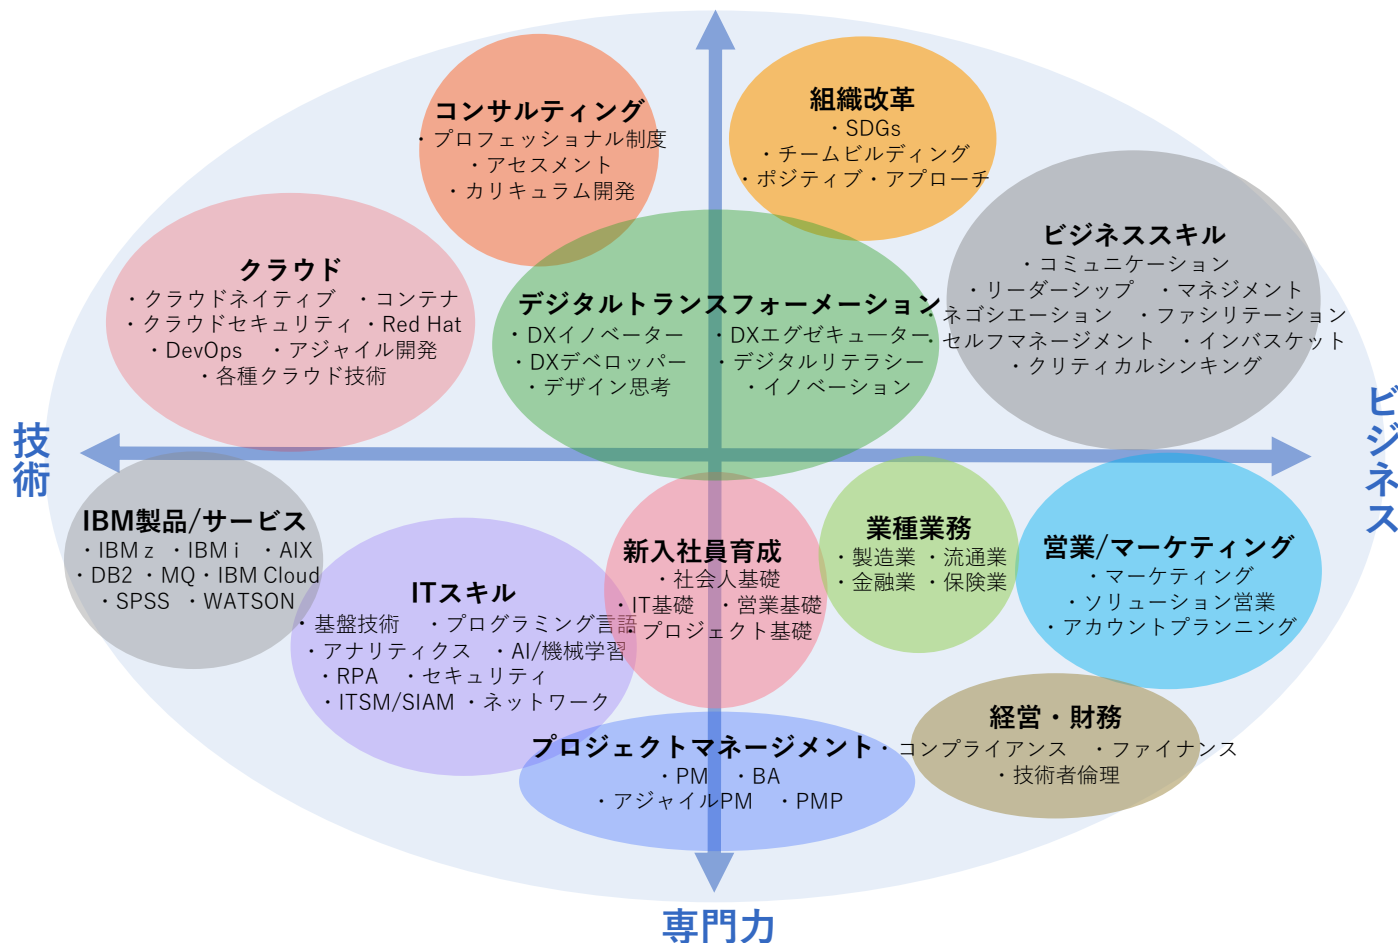 コンサルティング
・プロフェッショナル制度
・アセスメント
・カリキュラム開発
組織改革
・SDGs
・チームビルディング
・ポジティブ・アプローチ
クラウド
・クラウドネイティブ ・コンテナ
・クラウドセキュリティ ・Red Hat
・DevOps ・アジャイル開発
・各種クラウド技術
デジタルトランスフォーメーション
・DXイノベーター ・DXエグゼキューター
・DXデベロッパー ・デジタルリテラシー
・デザイン思考 ・イノベーション
ビジネススキル
・コミュニケーション
・リーダーシップ ・マネジメント
・ネゴシエーション ・ファシリテーション
・セルフマネージメント ・インバスケット
・クリティカルシンキング
技術
ビジネス
IBM製品/サービス
・IBM z ・IBM i ・AIX
・DB2 ・MQ ・IBM Cloud
・SPSS ・WATSON
ITスキル
・基盤技術 ・プログラミング言語
・アナリティクス ・AI/機械学習
・RPA ・セキュリティ
・ITSM/SIAM ・ネットワーク
新入社員育成
・社会人基礎
・IT基礎 ・営業基礎
・プロジェクト基礎
業種業務
・製造業 ・流通業
・金融業 ・保険業
営業/マーケティング
・マーケティング
・ソリューション営業
・アカウントプランニング
プロジェクトマネージメント
・PM ・BA
・アジャイルPM ・PMP
経営・財務
・コンプライアンス ・ファイナンス
・技術者倫理
専門力